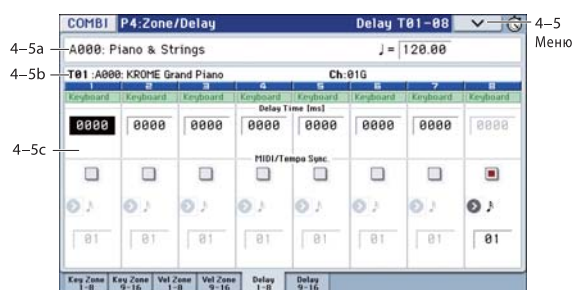 COMBI P4:Zone/Delay Delay T01-08 4–5
Меню
4–5a A000: Piano & Strings ♩= 120.00
4–5b T01 :A000: KROME Grand Piano Ch:01G
1 2 3 4 5 6 7 8
Keyboard Keyboard Keyboard Keyboard Keyboard Keyboard Keyboard Keyboard
Delay Time [ms]
0000 0000 0000 0000 0000 0000 0000 0000
4–5c
MIDI/Tempo Sync.
01 01 01 01 01 01 01 01
Key Zone 1-8 Key Zone 9-16 Vel Zone 1-8 Vel Zone 9-16 Delay 1-8 Delay 9-16